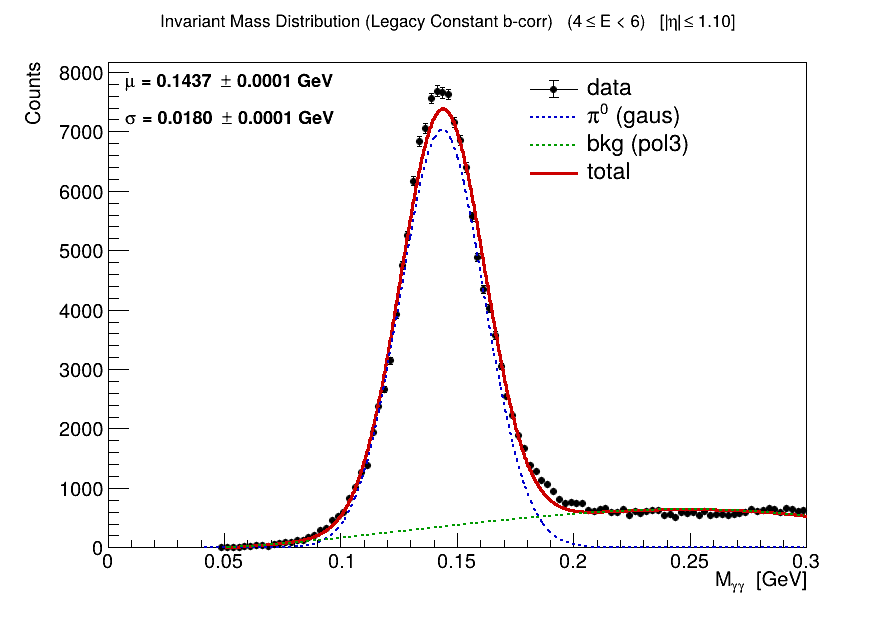 Invariant Mass Distribution (Legacy Constant b-corr) (4 ≤ E < 6) [|η| ≤ 1.10]
Counts
μ = 0.1437 ± 0.0001 GeV
σ = 0.0180 ± 0.0001 GeV
data
π⁰ (gaus)
bkg (pol3)
total
8000
7000
6000
5000
4000
3000
2000
1000
0
0 0.05 0.1 0.15 0.2 0.25 0.3
M_γγ [GeV]